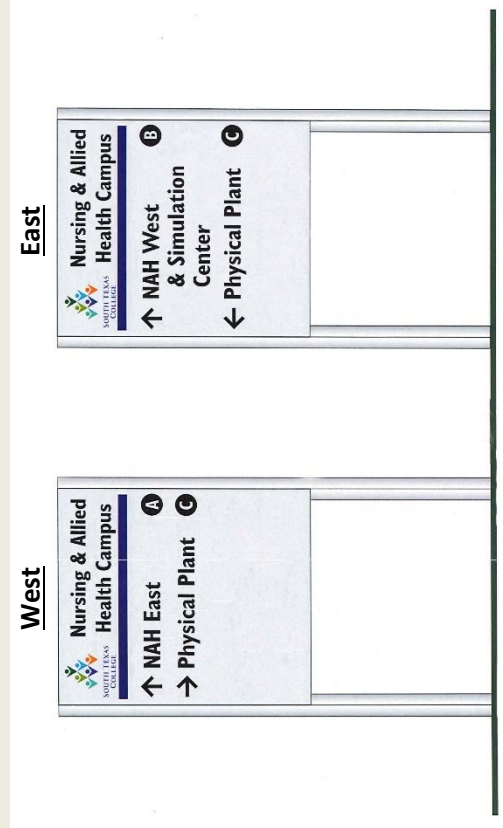 West
SOUTH TEXAS
COLLEGE
Nursing & Allied
Health Campus
↑ NAH East A
→ Physical Plant C
East
SOUTH TEXAS
COLLEGE
Nursing & Allied
Health Campus
↑ NAH West B
& Simulation
Center
← Physical Plant C